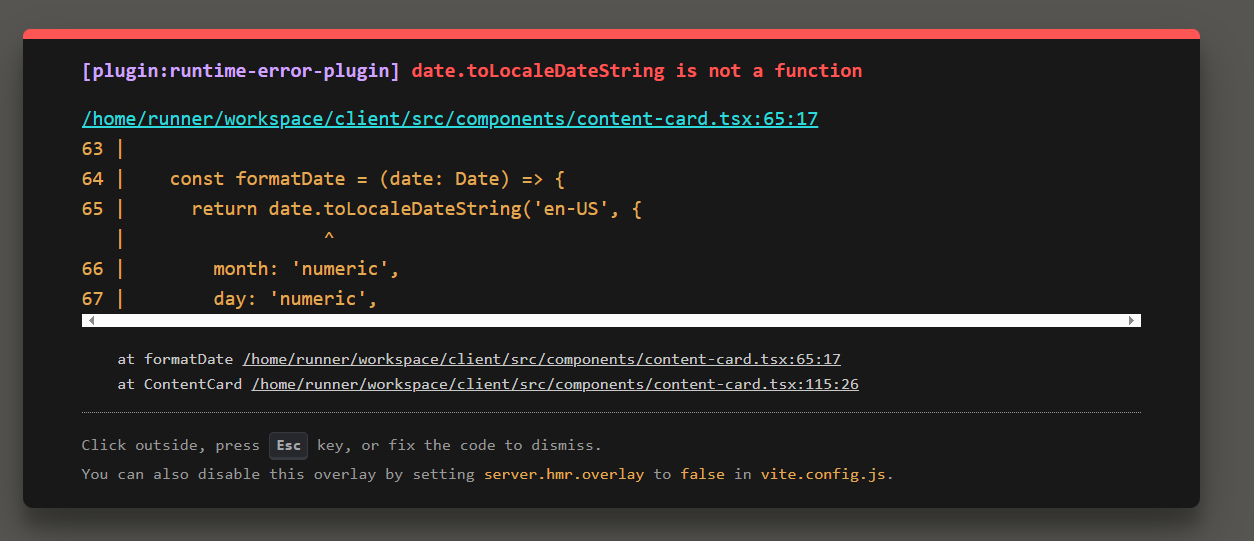 [plugin:runtime-error-plugin] date.toLocaleDateString is not a function
/home/runner/workspace/client/src/components/content-card.tsx:65:17
63 |
64 |    const formatDate = (date: Date) => {
65 |      return date.toLocaleDateString('en-US', {
   |                  ^
66 |        month: 'numeric',
67 |        day: 'numeric',
at formatDate /home/runner/workspace/client/src/components/content-card.tsx:65:17
at ContentCard /home/runner/workspace/client/src/components/content-card.tsx:115:26
Click outside, press Esc key, or fix the code to dismiss.
You can also disable this overlay by setting server.hmr.overlay to false in vite.config.js.